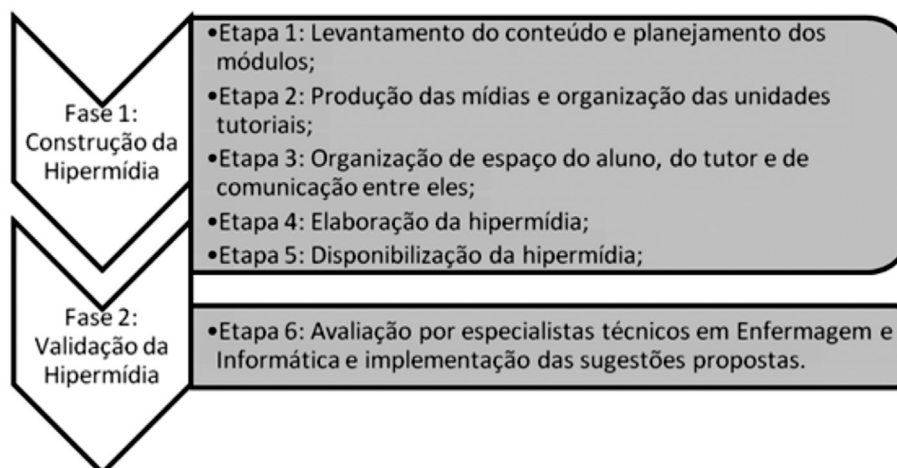 Fase 1:
Construção da
Hipermídia
•Etapa 1: Levantamento do conteúdo e planejamento dos
módulos;
•Etapa 2: Produção das mídias e organização das unidades
tutoriais;
•Etapa 3: Organização de espaço do aluno, do tutor e de
comunicação entre eles;
•Etapa 4: Elaboração da hipermídia;
•Etapa 5: Disponibilização da hipermídia;
Fase 2:
Validação da
Hipermídia
•Etapa 6: Avaliação por especialistas técnicos em Enfermagem e
Informática e implementação das sugestões propostas.